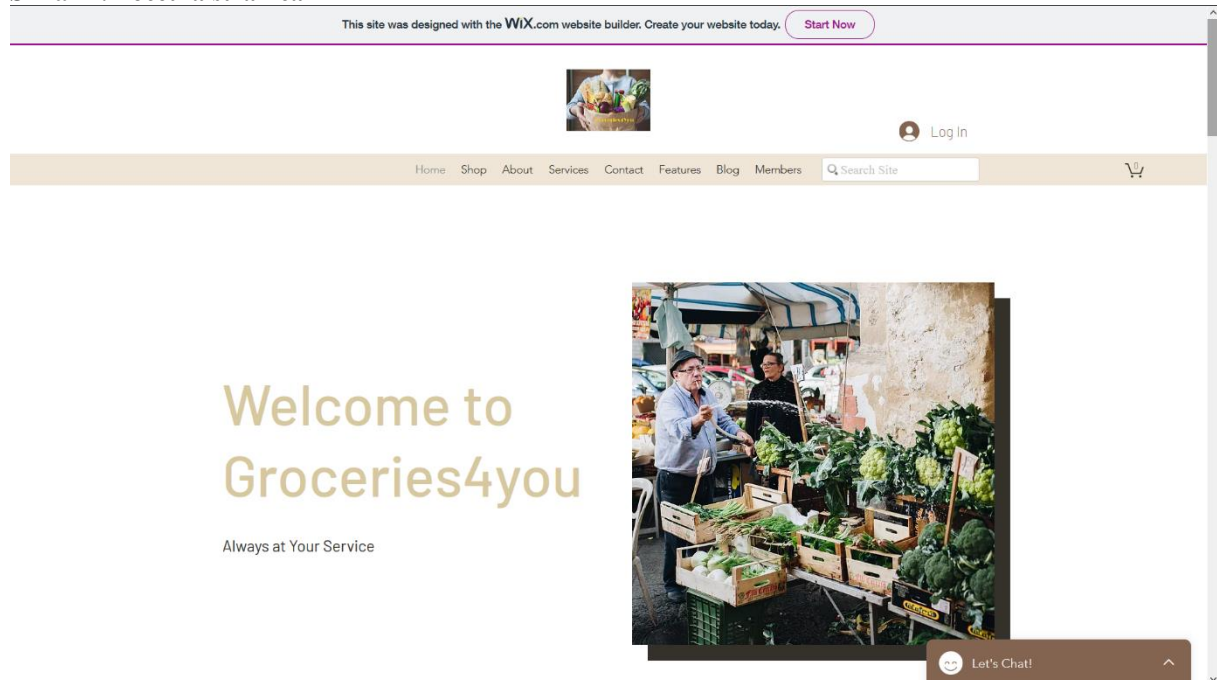 This site was designed with the WiX.com website builder. Create your website today. Start Now
Log In
Home Shop About Services Contact Features Blog Members Search Site 0
Welcome to
Groceries4you
Always at Your Service
Let's Chat!